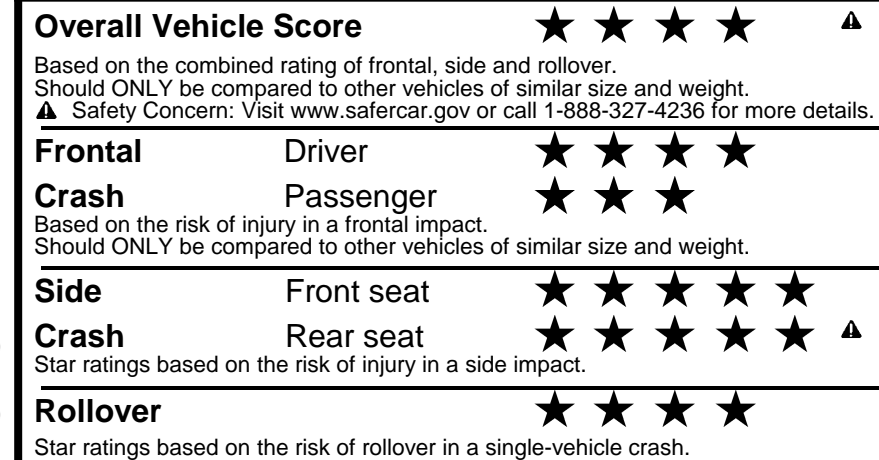 Overall Vehicle Score ★ ★ ★ ★ ⚠
Based on the combined rating of frontal, side and rollover.
Should ONLY be compared to other vehicles of similar size and weight.
⚠ Safety Concern: Visit www.safercar.gov or call 1-888-327-4236 for more details.
Frontal Driver ★ ★ ★ ★
Crash Passenger ★ ★ ★
Based on the risk of injury in a frontal impact.
Should ONLY be compared to other vehicles of similar size and weight.
Side Front seat ★ ★ ★ ★ ★
Crash Rear seat ★ ★ ★ ★ ★ ⚠
Star ratings based on the risk of injury in a side impact.
Rollover ★ ★ ★ ★
Star ratings based on the risk of rollover in a single-vehicle crash.